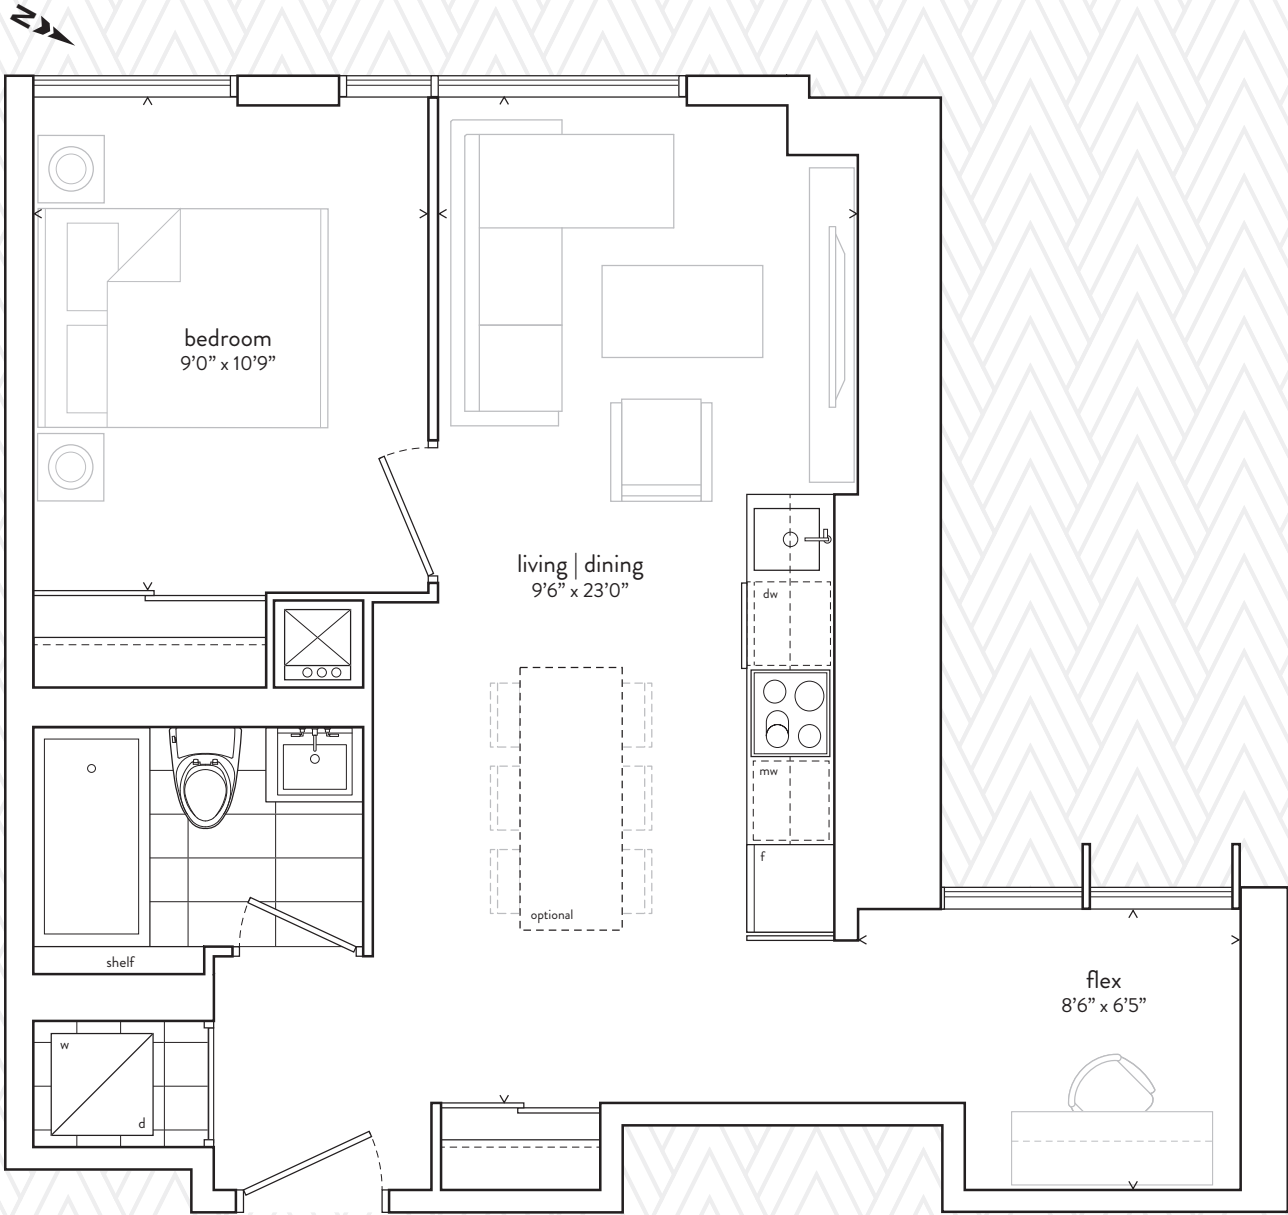 N
bedroom
9’0” x 10’9”
living | dining
9’6” x 23’0”
dw
mw
f
optional
shelf
flex
8’6” x 6’5”
w
d